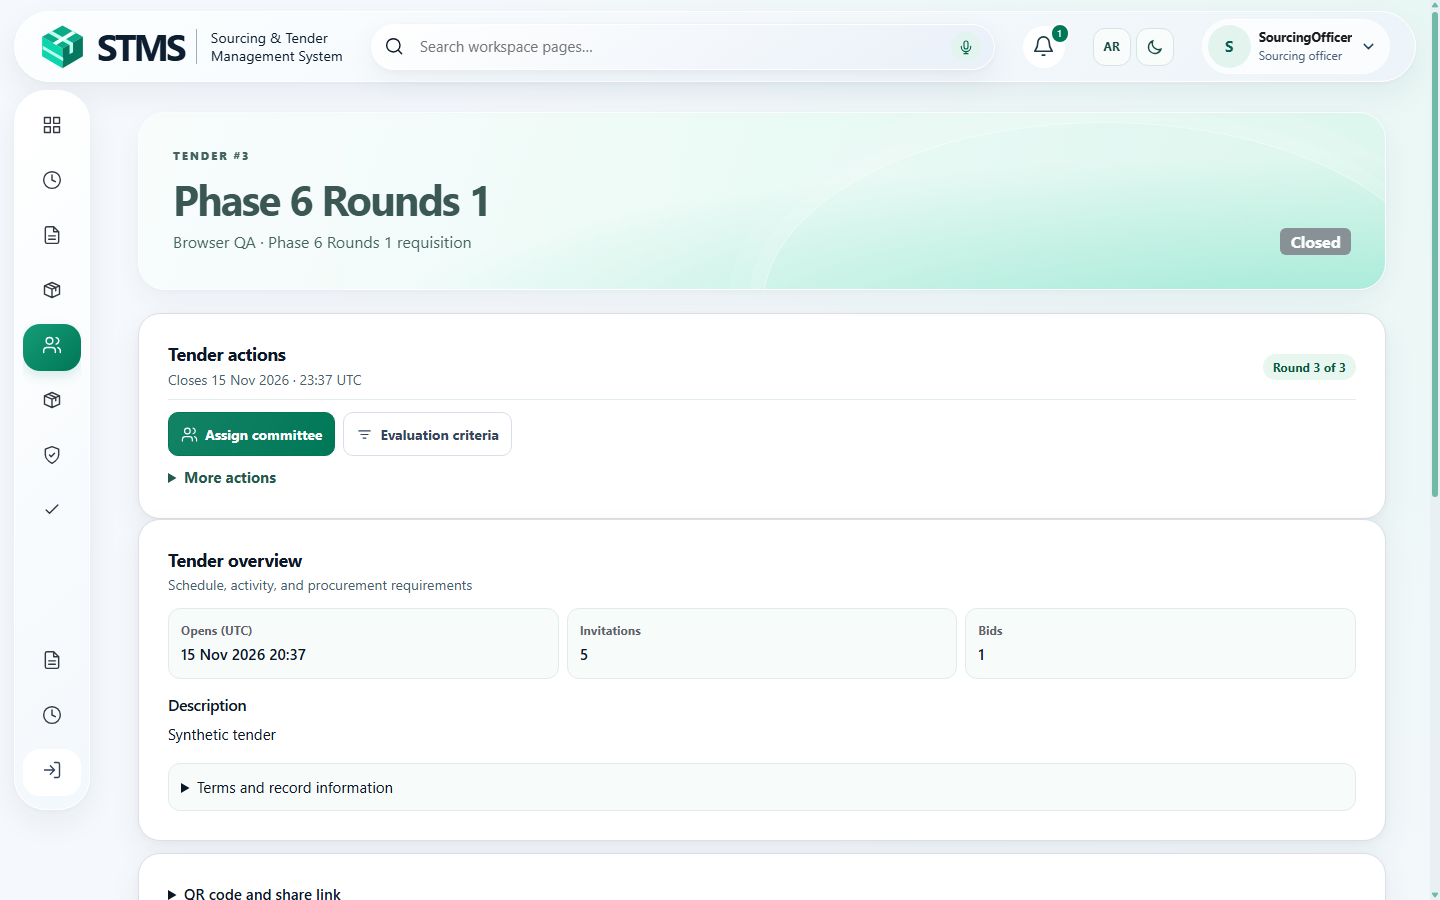 STMS
Sourcing & Tender
Management System
Search workspace pages...
1
AR
S
SourcingOfficer
Sourcing officer
TENDER #3
Phase 6 Rounds 1
Browser QA · Phase 6 Rounds 1 requisition
Closed
Tender actions
Closes 15 Nov 2026 · 23:37 UTC
Round 3 of 3
Assign committee
Evaluation criteria
More actions
Tender overview
Schedule, activity, and procurement requirements
Opens (UTC)
15 Nov 2026 20:37
Invitations
5
Bids
1
Description
Synthetic tender
Terms and record information
QR code and share link